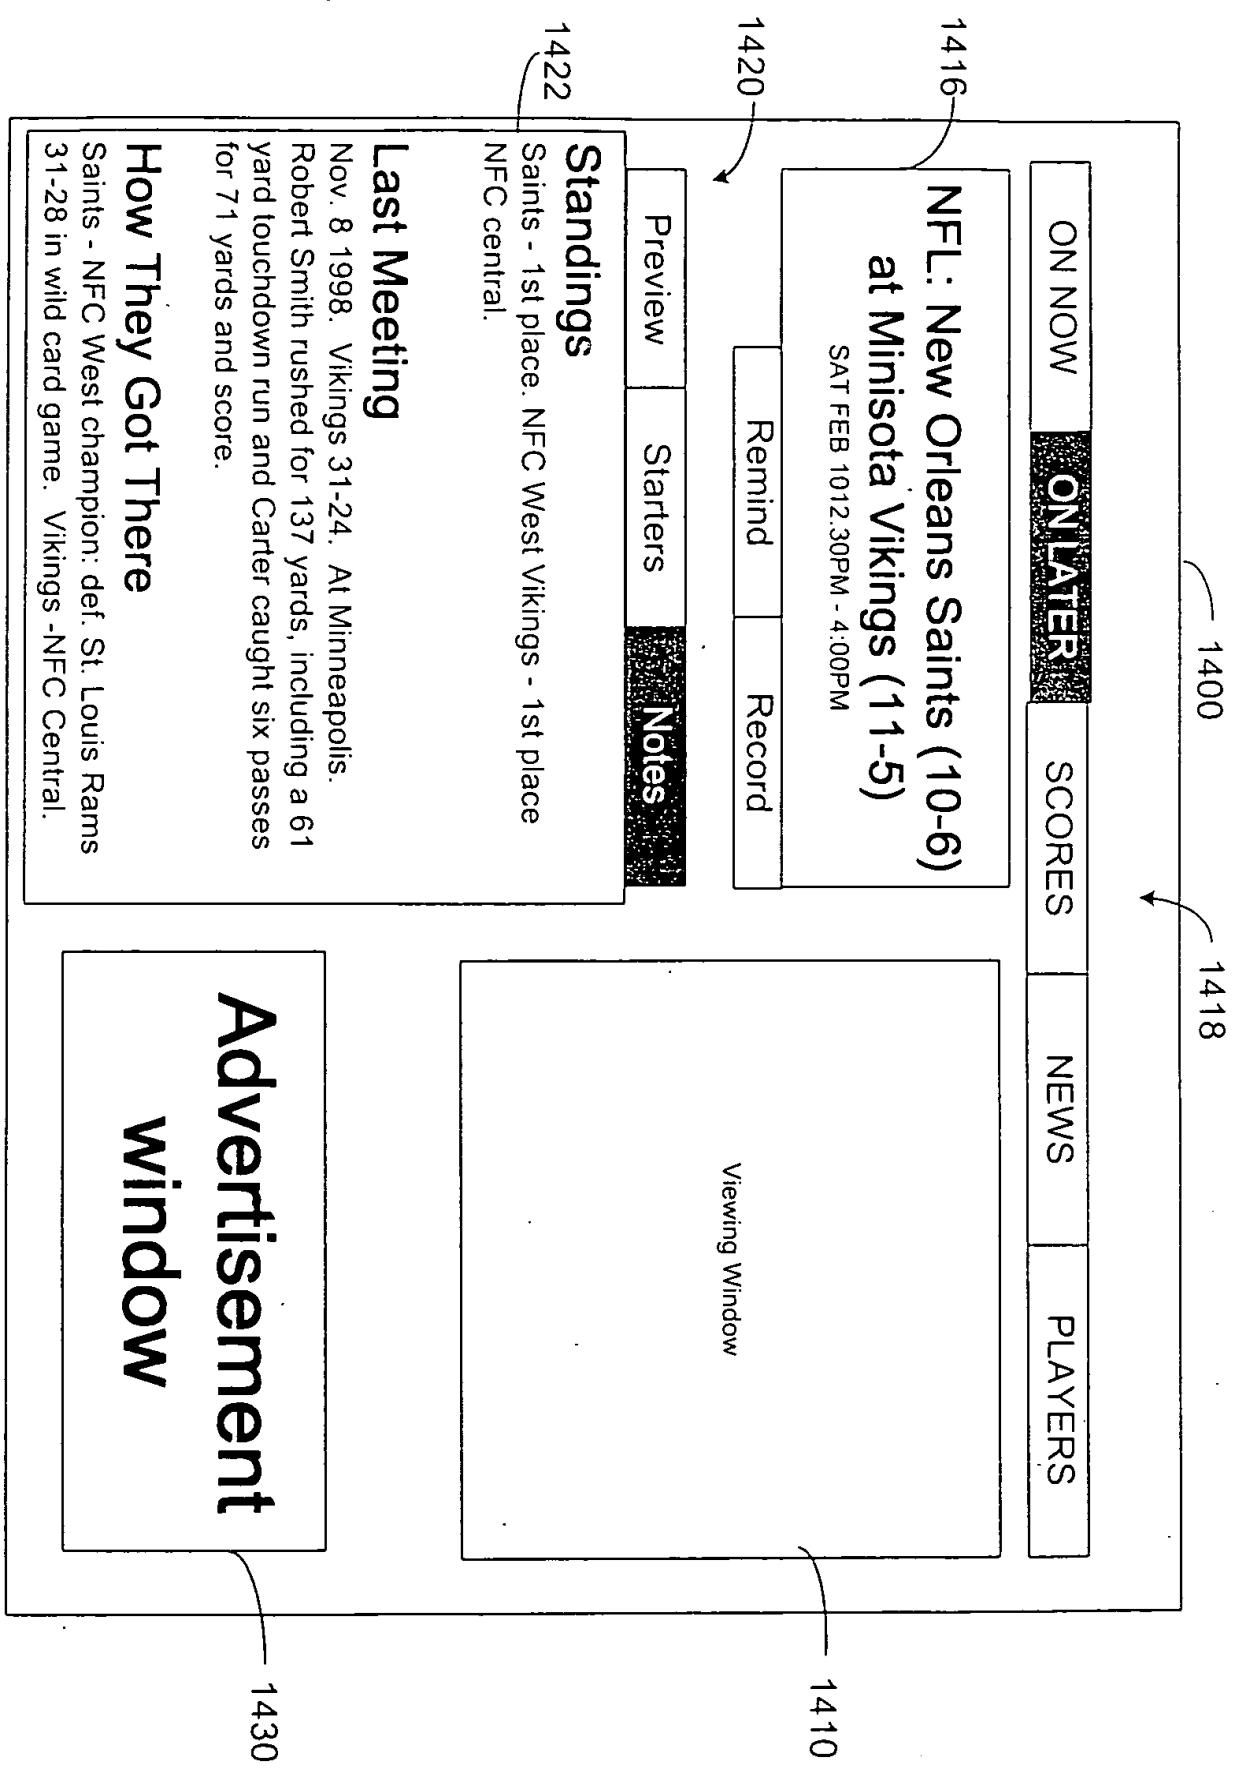 1400
1418
ON NOW
ON LATER
SCORES
NEWS
PLAYERS
1416
NFL: New Orleans Saints (10-6)
at Minisota Vikings (11-5)
SAT FEB 1012.30PM - 4:00PM
Remind
Record
1420
Preview
Starters
Notes
1422
Standings
Saints - 1st place. NFC West Vikings - 1st place
NFC central.
Last Meeting
Nov. 8 1998. Vikings 31-24. At Minneapolis.
Robert Smith rushed for 137 yards, including a 61
yard touchdown run and Carter caught six passes
for 71 yards and score.
How They Got There
Saints - NFC West champion: def. St. Louis Rams
31-28 in wild card game. Vikings -NFC Central.
Viewing Window
1410
Advertisement
window
1430